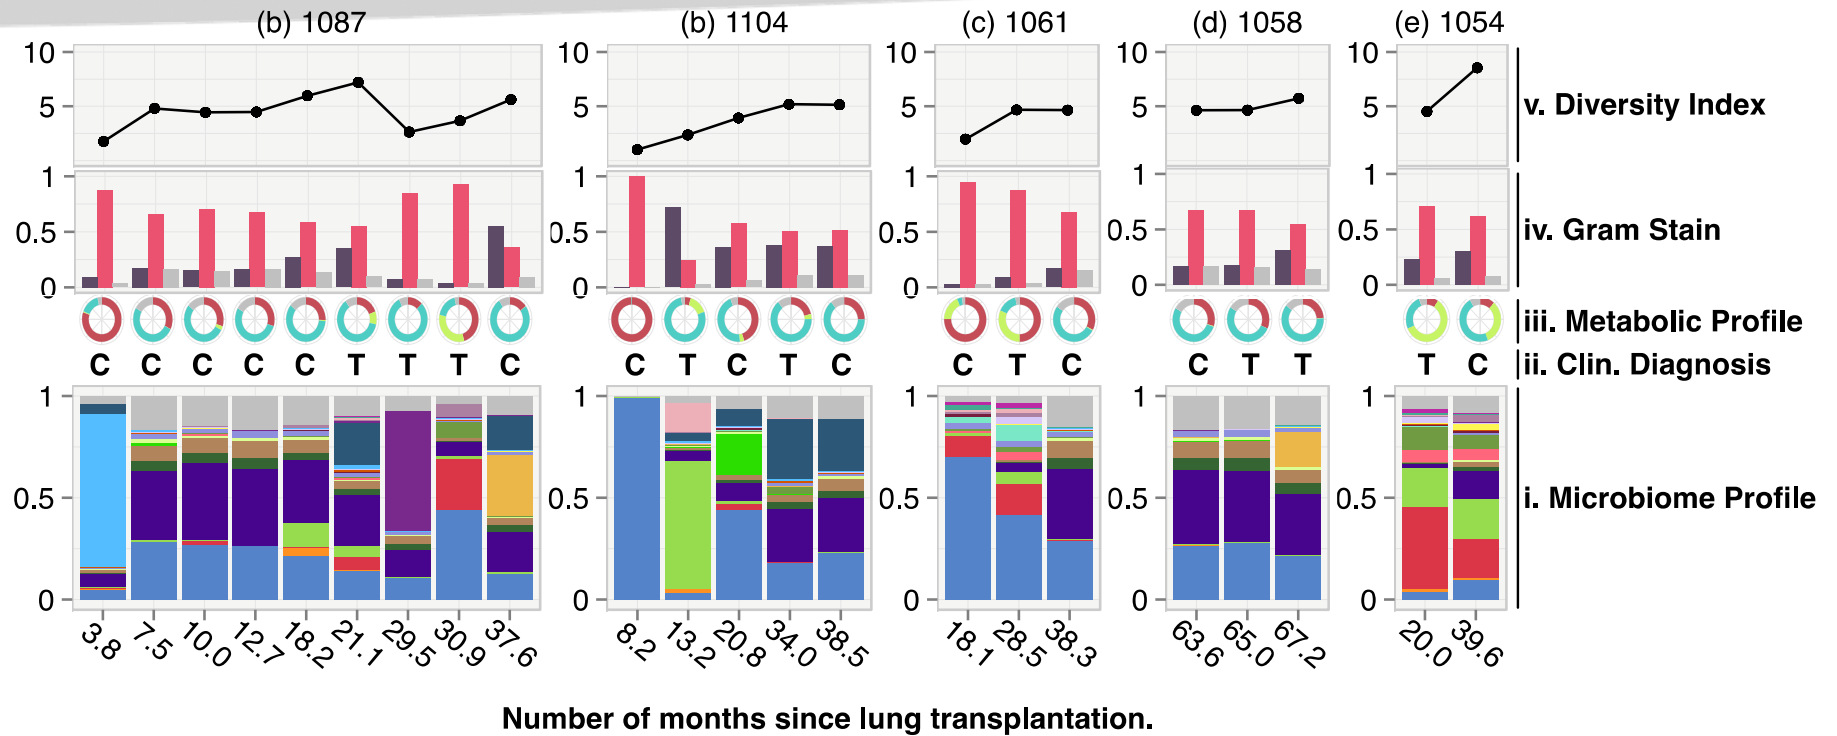 (b) 1087 (b) 1104 (c) 1061 (d) 1058 (e) 1054
10 10 10 10 10
5 5 5 5 5
v. Diversity Index
1 1 1 1 1
0.5 0.5 0.5 0.5 0.5
0 0 0 0 0
iv. Gram Stain
iii. Metabolic Profile
C C C C C T T T C C T C T C C T C C T T T C
ii. Clin. Diagnosis
1 1 1 1 1
0.5 0.5 0.5 0.5 0.5
0 0 0 0 0
i. Microbiome Profile
3.8 7.5 10.0 12.7 18.2 21.1 29.5 30.9 37.6 8.2 13.2 20.8 34.0 38.5 18.1 28.5 38.3 63.6 65.0 67.2 20.0 39.6
Number of months since lung transplantation.